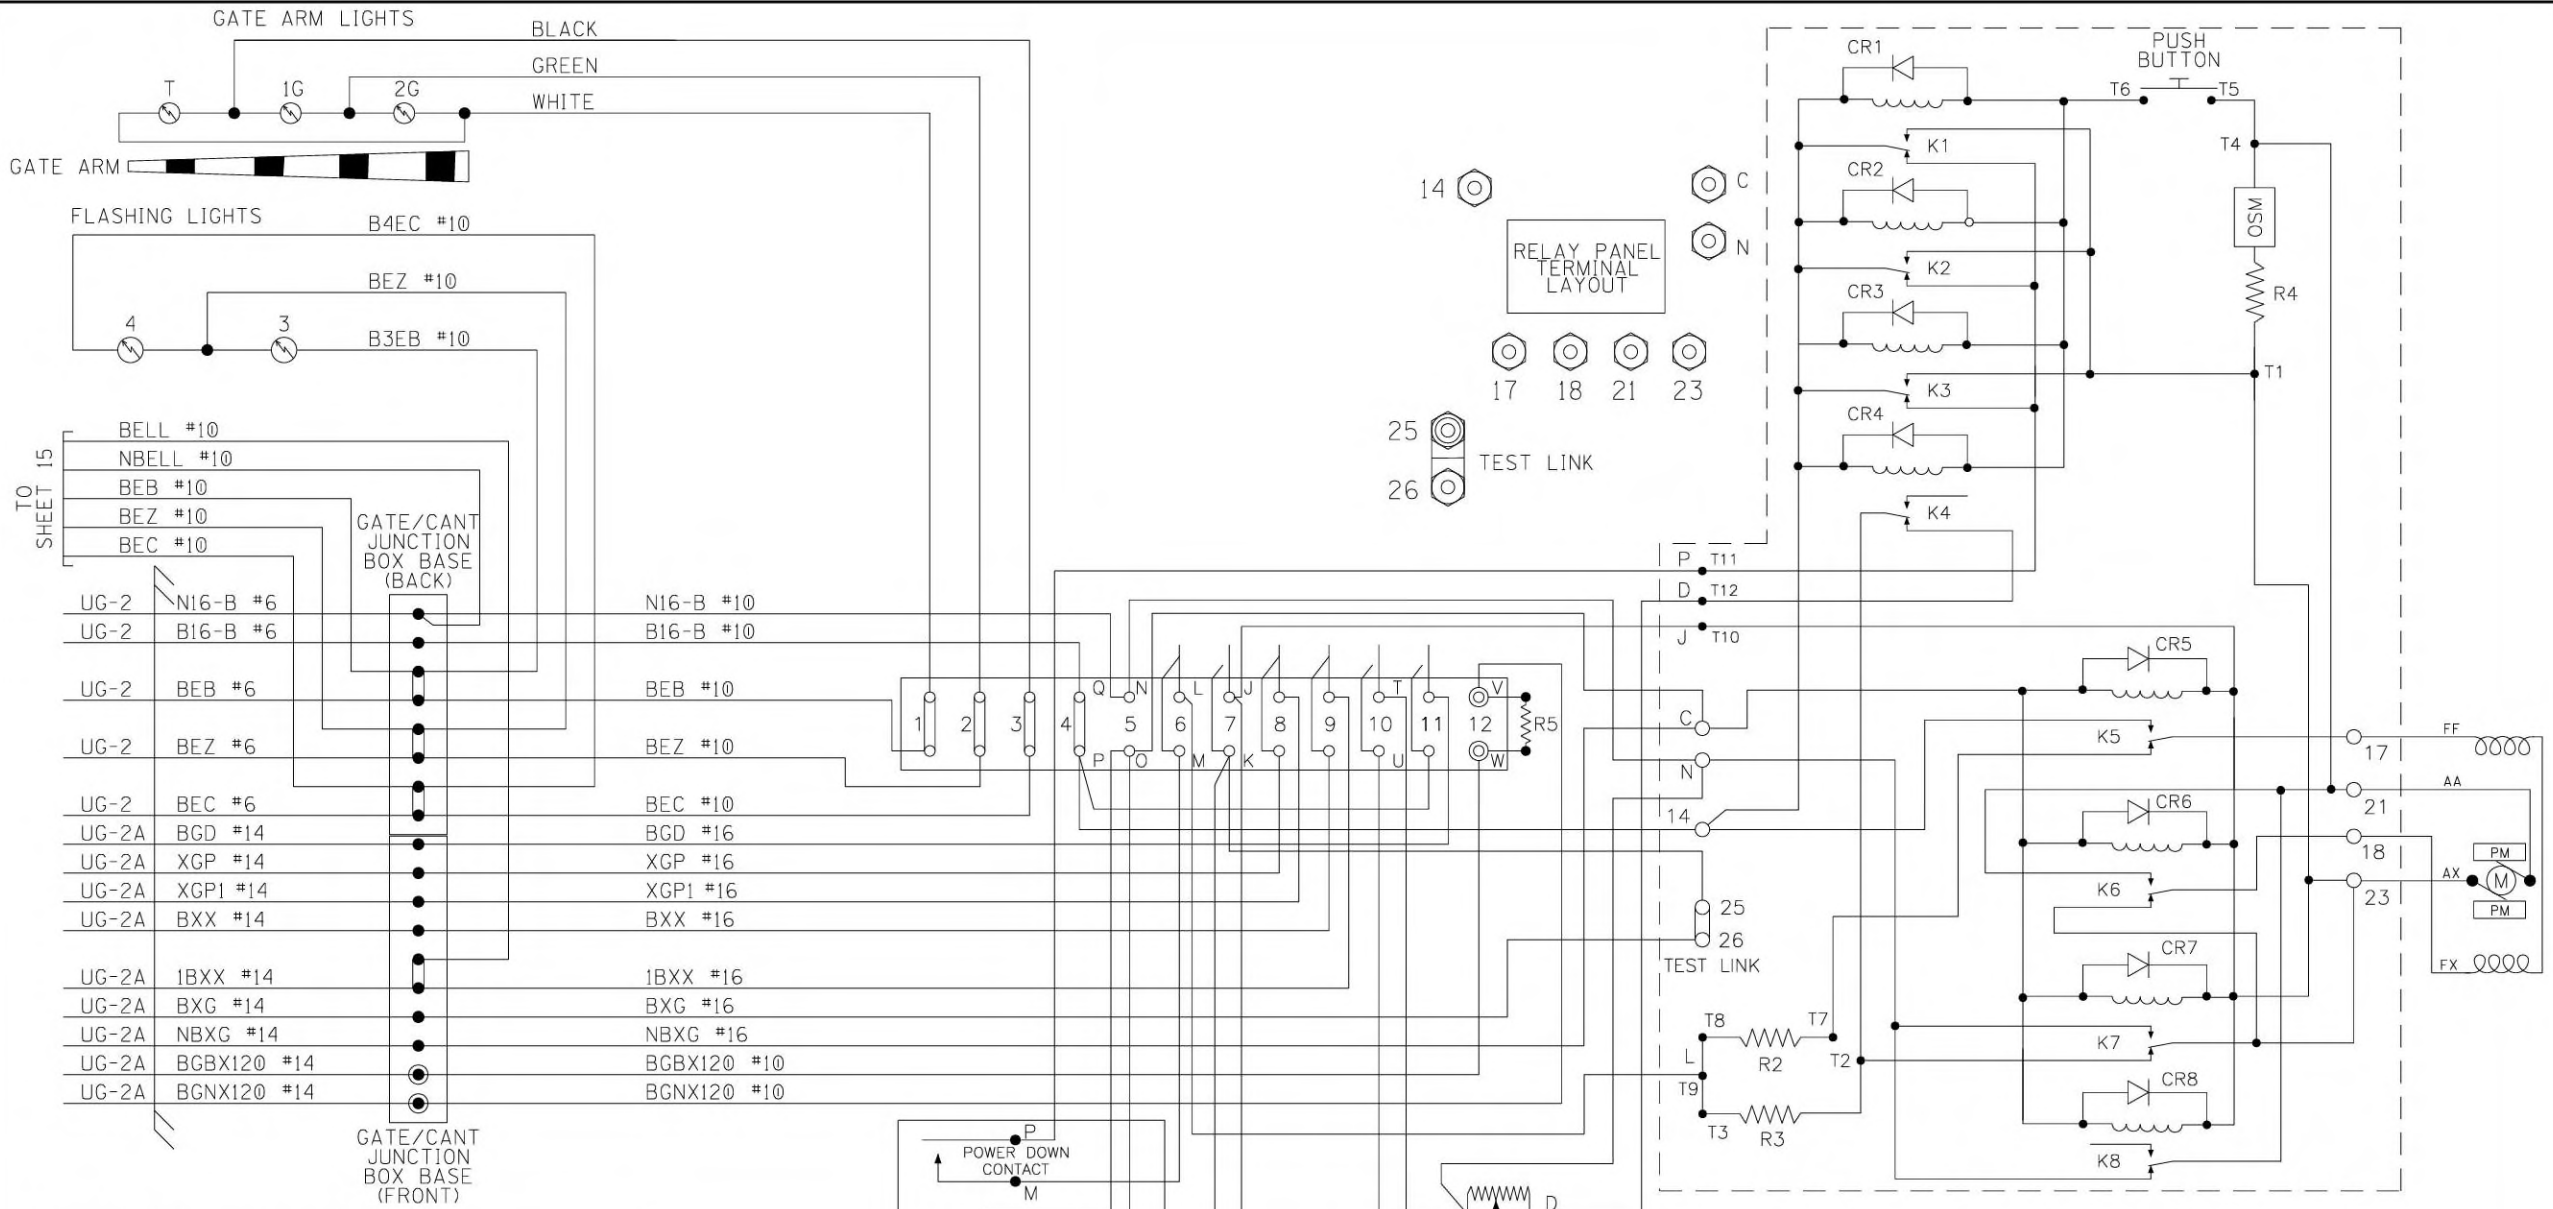 GATE ARM LIGHTS
BLACK
GREEN
WHITE
T
1G
2G
GATE ARM
FLASHING LIGHTS
B4EC #10
BEZ #10
B3EB #10
4
3
TO
SHEET 15
BELL #10
NBELL #10
BEB #10
BEZ #10
BEC #10
GATE/CANT
JUNCTION
BOX BASE
(BACK)
UG-2 N16-B #6 N16-B #10
UG-2 B16-B #6 B16-B #10
UG-2 BEB #6 BEB #10
UG-2 BEZ #6 BEZ #10
UG-2 BEC #6 BEC #10
UG-2A BGD #14 BGD #16
UG-2A XGP #14 XGP #16
UG-2A XGP1 #14 XGP1 #16
UG-2A BXX #14 BXX #16
UG-2A 1BXX #14 1BXX #16
UG-2A BXG #14 BXG #16
UG-2A NBXG #14 NBXG #16
UG-2A BGBX120 #14 BGBX120 #10
UG-2A BGNX120 #14 BGNX120 #10
GATE/CANT
JUNCTION
BOX BASE
(FRONT)
Q N L J T V
1 2 3 4 5 6 7 8 9 10 11 12 R5
P O M K U W
P
POWER DOWN
CONTACT
M
D
14
C
N
RELAY PANEL
TERMINAL
LAYOUT
17 18 21 23
25
TEST LINK
26
PUSH
BUTTON
T6 T5
T4
OSM
R4
T1
CR1
K1
CR2
K2
CR3
K3
CR4
K4
P T11
D T12
J T10
C
N
14
25
26
TEST LINK
T8 T7
R2
L
T2
T9
T3 R3
CR5
K5
CR6
K6
CR7
K7
CR8
K8
17
21
18
23
FF
AA
AX
FX
PM
M
PM